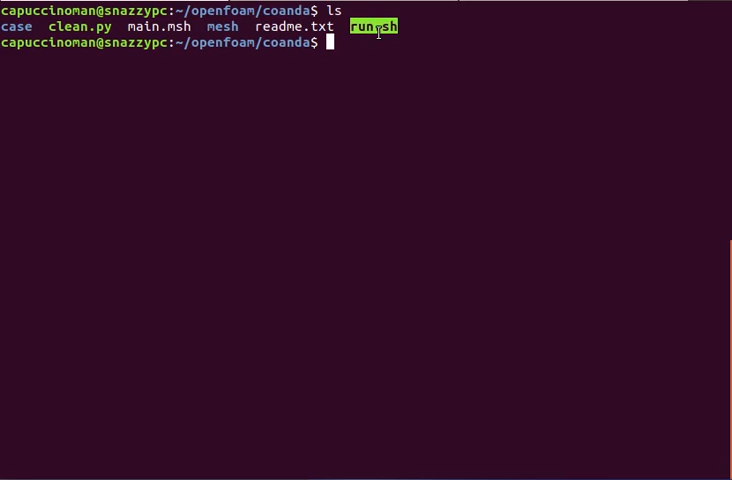 capuccinoman@snazzypc:~/openfoam/coanda$ ls
case clean.py main.msh mesh readme.txt run.sh
capuccinoman@snazzypc:~/openfoam/coanda$